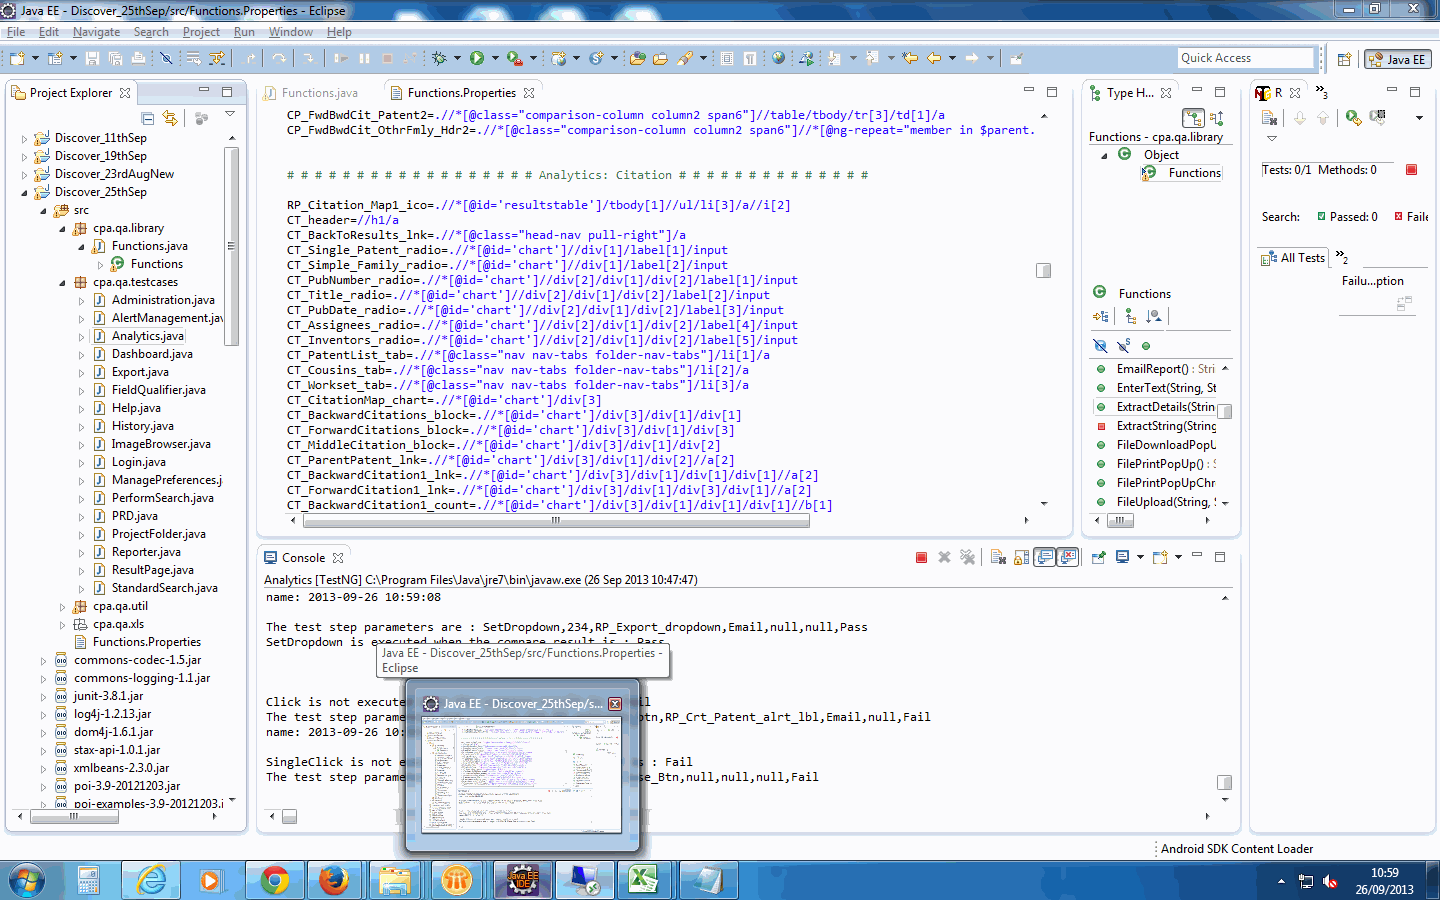 Java EE - Discover_25thSep/src/Functions.Properties - Eclipse
File Edit Navigate Search Project Run Window Help
Quick Access
Java EE
Project Explorer
Discover_11thSep
Discover_19thSep
Discover_23rdAugNew
Discover_25thSep
src
cpa.qa.library
Functions.java
Functions
cpa.qa.testcases
Administration.java
AlertManagement.jav
Analytics.java
Dashboard.java
Export.java
FieldQualifier.java
Help.java
History.java
ImageBrowser.java
Login.java
ManagePreferences.j
PerformSearch.java
PRD.java
ProjectFolder.java
Reporter.java
ResultPage.java
StandardSearch.java
cpa.qa.util
cpa.qa.xls
Functions.Properties
commons-codec-1.5.jar
commons-logging-1.1.jar
junit-3.8.1.jar
log4j-1.2.13.jar
dom4j-1.6.1.jar
stax-api-1.0.1.jar
xmlbeans-2.3.0.jar
poi-3.9-20121203.jar
poi-examples-3.9-20121203.j
Functions.java
Functions.Properties
CP_FwdBwdCit_Patent2=.//*[@class="comparison-column column2 span6"]//table/tbody/tr[3]/td[1]/a
CP_FwdBwdCit_OthrFmly_Hdr2=.//*[@class="comparison-column column2 span6"]//*[@ng-repeat="member in $parent.
# # # # # # # # # # # # # # # # # # Analytics: Citation # # # # # # # # # # # # # #
RP_Citation_Map1_ico=.//*[@id='resultstable']/tbody[1]//ul/li[3]/a//i[2]
CT_header=//h1/a
CT_BackToResults_lnk=.//*[@class="head-nav pull-right"]/a
CT_Single_Patent_radio=.//*[@id='chart']//div[1]/label[1]/input
CT_Simple_Family_radio=.//*[@id='chart']//div[1]/label[2]/input
CT_PubNumber_radio=.//*[@id='chart']//div[2]/div[1]/div[2]/label[1]/input
CT_Title_radio=.//*[@id='chart']//div[2]/div[1]/div[2]/label[2]/input
CT_PubDate_radio=.//*[@id='chart']//div[2]/div[1]/div[2]/label[3]/input
CT_Assignees_radio=.//*[@id='chart']//div[2]/div[1]/div[2]/label[4]/input
CT_Inventors_radio=.//*[@id='chart']//div[2]/div[1]/div[2]/label[5]/input
CT_PatentList_tab=.//*[@class="nav nav-tabs folder-nav-tabs"]/li[1]/a
CT_Cousins_tab=.//*[@class="nav nav-tabs folder-nav-tabs"]/li[2]/a
CT_Workset_tab=.//*[@class="nav nav-tabs folder-nav-tabs"]/li[3]/a
CT_CitationMap_chart=.//*[@id='chart']/div[3]
CT_BackwardCitations_block=.//*[@id='chart']/div[3]/div[1]/div[1]
CT_ForwardCitations_block=.//*[@id='chart']/div[3]/div[1]/div[3]
CT_MiddleCitation_block=.//*[@id='chart']/div[3]/div[1]/div[2]
CT_ParentPatent_lnk=.//*[@id='chart']/div[3]/div[1]/div[2]//a[2]
CT_BackwardCitation1_lnk=.//*[@id='chart']/div[3]/div[1]/div[1]/div[1]//a[2]
CT_ForwardCitation1_lnk=.//*[@id='chart']/div[3]/div[1]/div[3]/div[1]//a[2]
CT_BackwardCitation1_count=.//*[@id='chart']/div[3]/div[1]/div[1]/div[1]//b[1]
Type H...
Functions - cpa.qa.library
Object
Functions
Functions
EmailReport() : Stri
EnterText(String, St
ExtractDetails(Strin
ExtractString(String
FileDownloadPopU
FilePrintPopUp() : S
FilePrintPopUpChr
FileUpload(String, S
R
3
Tests: 0/1 Methods: 0
Search: Passed: 0 Faile
All Tests
2
Failu...ption
Console
Analytics [TestNG] C:\Program Files\Java\jre7\bin\javaw.exe (26 Sep 2013 10:47:47)
name: 2013-09-26 10:59:08
The test step parameters are : SetDropdown,234,RP_Export_dropdown,Email,null,null,Pass
SetDropdown is executed when the compare result is : Pass
Java EE - Discover_25thSep/src/Functions.Properties -
Eclipse
Click is not execute
The test step parame tn,RP_Crt_Patent_alrt_lbl,Email,null,Fail
name: 2013-09-26 10:
SingleClick is not e s : Fail
The test step parame se_Btn,null,null,null,Fail
Java EE - Discover_25thSep/s...
Android SDK Content Loader
Java EE
IDE
10:59
26/09/2013